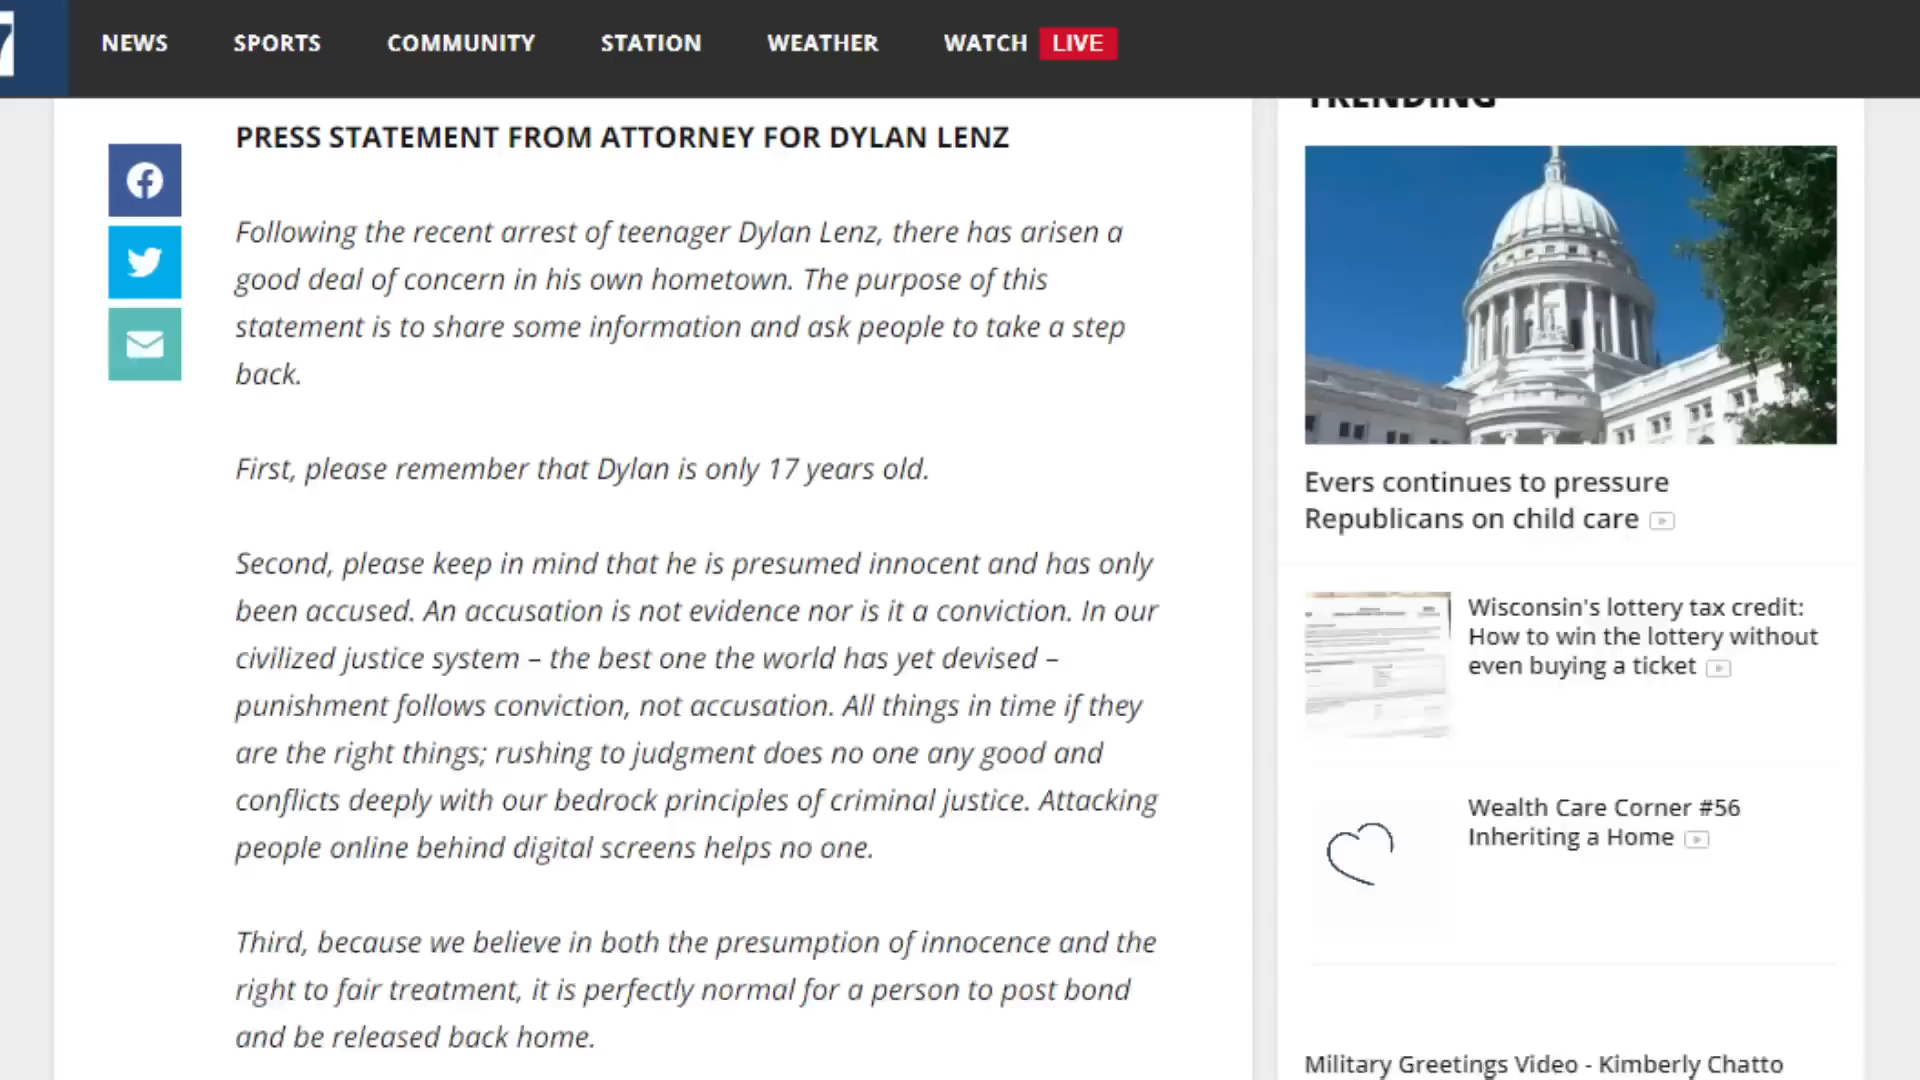 7
NEWS SPORTS COMMUNITY STATION WEATHER WATCH LIVE
PRESS STATEMENT FROM ATTORNEY FOR DYLAN LENZ
Following the recent arrest of teenager Dylan Lenz, there has arisen a
good deal of concern in his own hometown. The purpose of this
statement is to share some information and ask people to take a step
back.
First, please remember that Dylan is only 17 years old.
Second, please keep in mind that he is presumed innocent and has only
been accused. An accusation is not evidence nor is it a conviction. In our
civilized justice system – the best one the world has yet devised –
punishment follows conviction, not accusation. All things in time if they
are the right things; rushing to judgment does no one any good and
conflicts deeply with our bedrock principles of criminal justice. Attacking
people online behind digital screens helps no one.
Third, because we believe in both the presumption of innocence and the
right to fair treatment, it is perfectly normal for a person to post bond
and be released back home.
TRENDING
Evers continues to pressure
Republicans on child care
Wisconsin's lottery tax credit:
How to win the lottery without
even buying a ticket
Wealth Care Corner #56
Inheriting a Home
Military Greetings Video - Kimberly Chatto